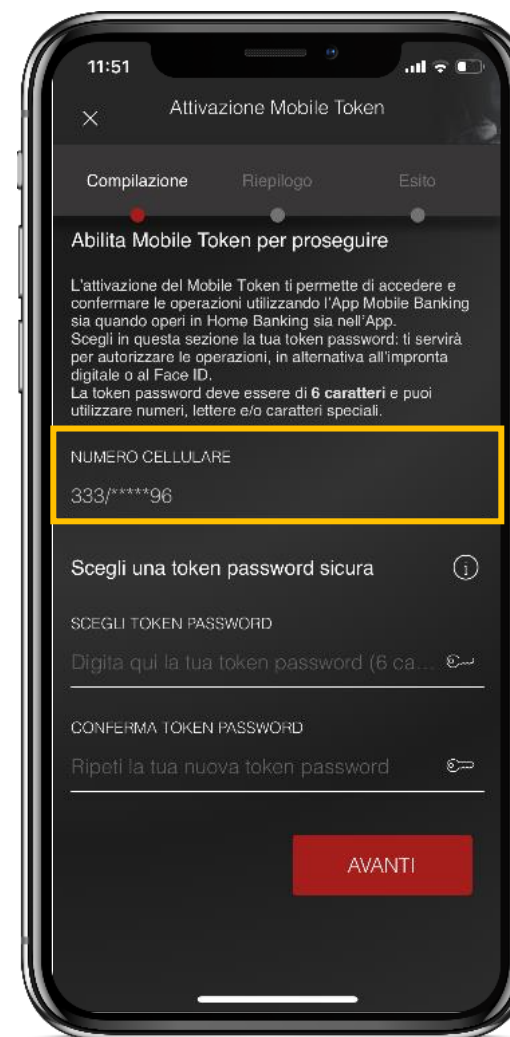 11:51
Attivazione Mobile Token
Compilazione Riepilogo Esito
Abilita Mobile Token per proseguire
L'attivazione del Mobile Token ti permette di accedere e
confermare le operazioni utilizzando l'App Mobile Banking
sia quando operi in Home Banking sia nell'App.
Scegli in questa sezione la tua token password: ti servirà
per autorizzare le operazioni, in alternativa all'impronta
digitale o al Face ID.
La token password deve essere di 6 caratteri e puoi
utilizzare numeri, lettere e/o caratteri speciali.
NUMERO CELLULARE
333/*****96
Scegli una token password sicura
SCEGLI TOKEN PASSWORD
Digita qui la tua token password (6 ca...
CONFERMA TOKEN PASSWORD
Ripeti la tua nuova token password
AVANTI